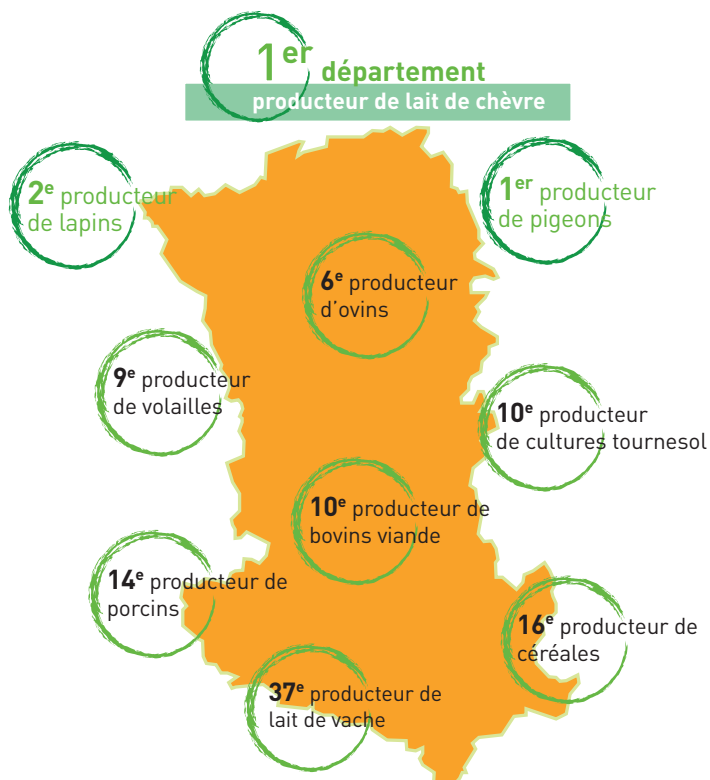 1er département
producteur de lait de chèvre
2e producteur
de lapins
1er producteur
de pigeons
6e producteur
d'ovins
9e producteur
de volailles
10e producteur
de cultures tournesol
10e producteur de
bovins viande
14e producteur de
porcins
16e producteur de
céréales
37e producteur de
lait de vache